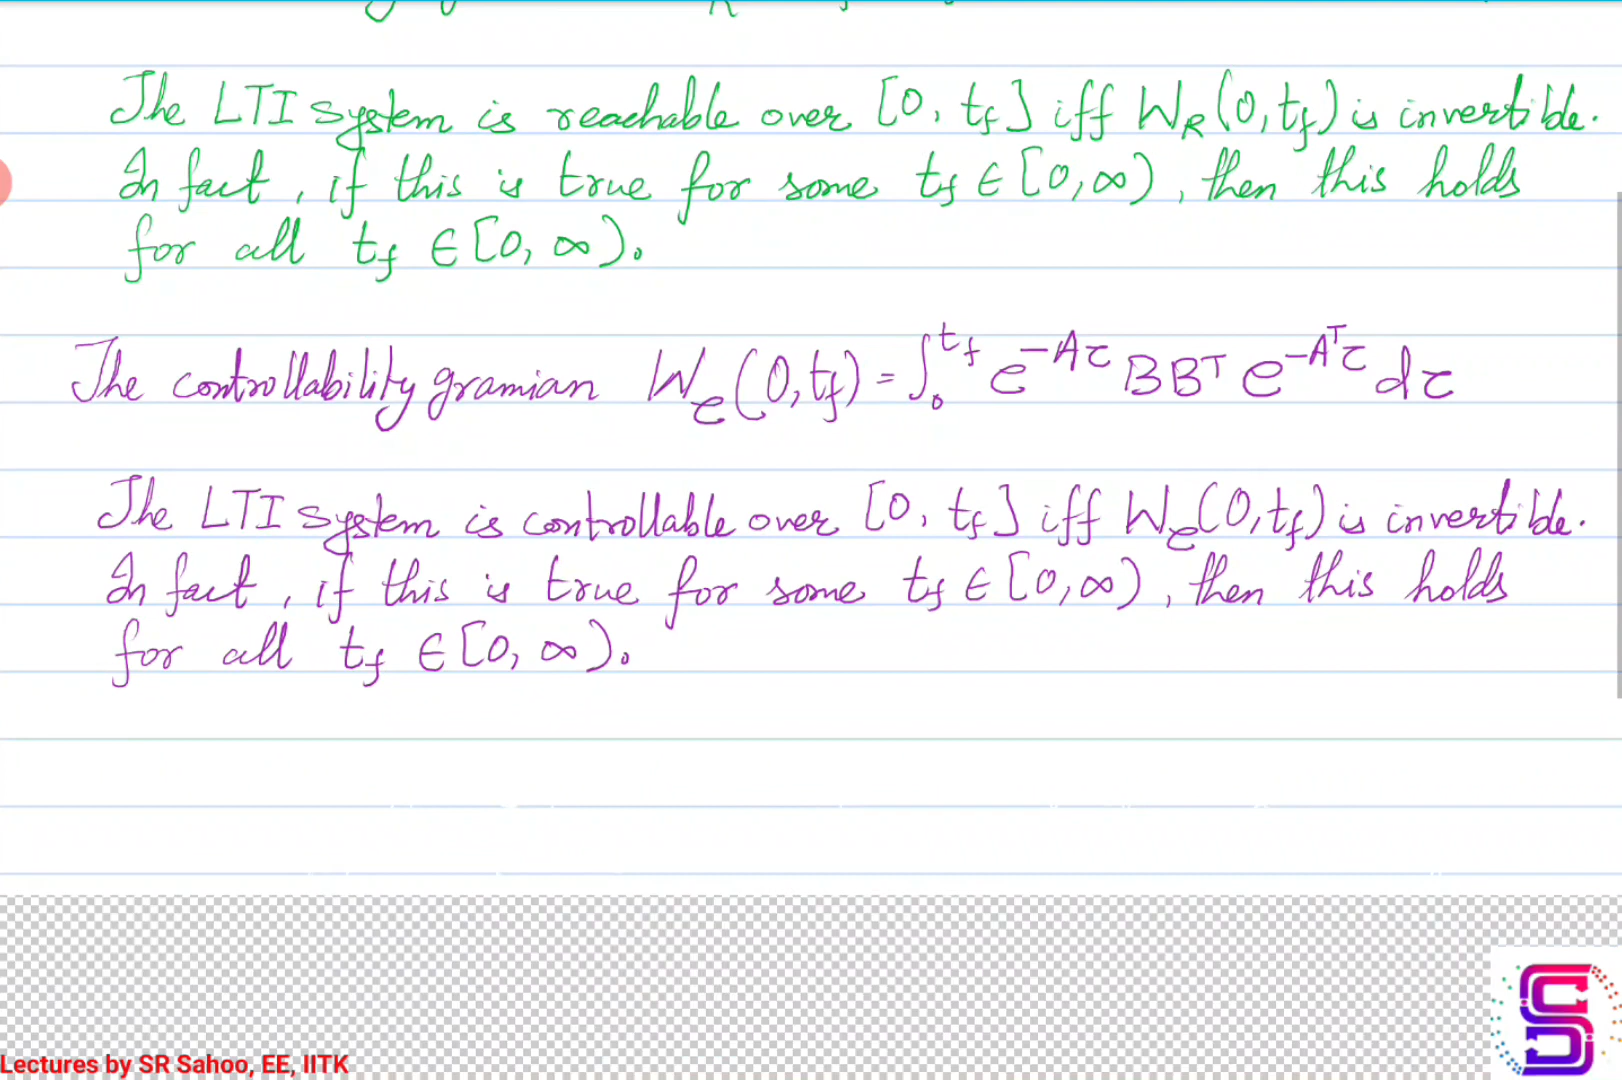 The LTI system is reachable over [0, t_f] iff W_R(0, t_f) is invertible.
In fact, if this is true for some t_f ∈ [0, ∞), then this holds
for all t_f ∈ [0, ∞).
The controllability gramian W_c(0, t_f) = ∫_0^{t_f} e^{-Aτ} B B^T e^{-A^T τ} dτ
The LTI system is controllable over [0, t_f] iff W_c(0, t_f) is invertible.
In fact, if this is true for some t_f ∈ [0, ∞), then this holds
for all t_f ∈ [0, ∞).
Lectures by SR Sahoo, EE, IITK